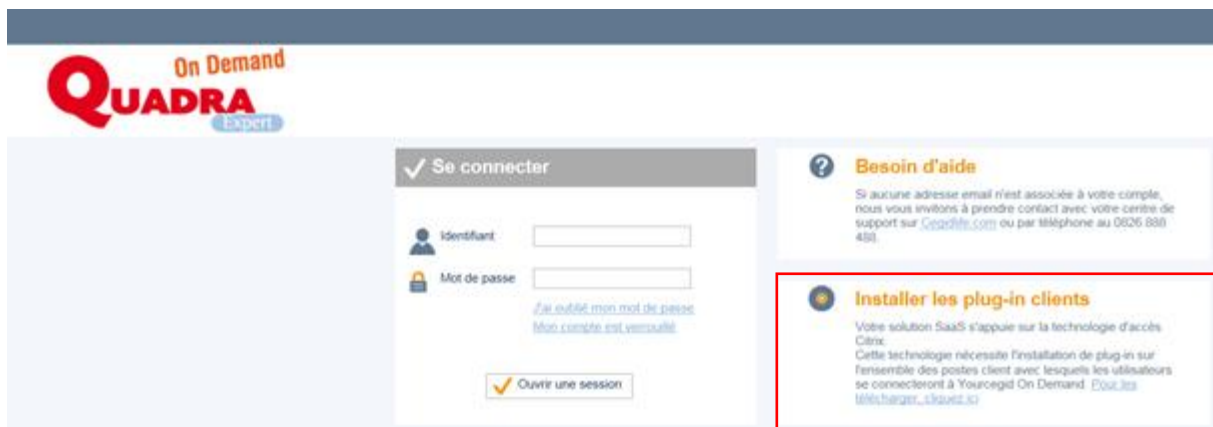 On Demand
QUADRA
Expert
Se connecter
Identifiant
Mot de passe
J'ai oublié mon mot de passe
Mon compte est verrouillé
Ouvrir une session
Besoin d'aide
Si aucune adresse email n'est associée à votre compte,
nous vous invitons à prendre contact avec votre centre de
support sur Cegidlife.com ou par téléphone au 0826 888
488.
Installer les plug-in clients
Votre solution SaaS s'appuie sur la technologie d'accès
Citrix.
Cette technologie nécessite l'installation de plug-in sur
l'ensemble des postes client avec lesquels les utilisateurs
se connecteront à Yourcegid On Demand. Pour les
télécharger, cliquez ici